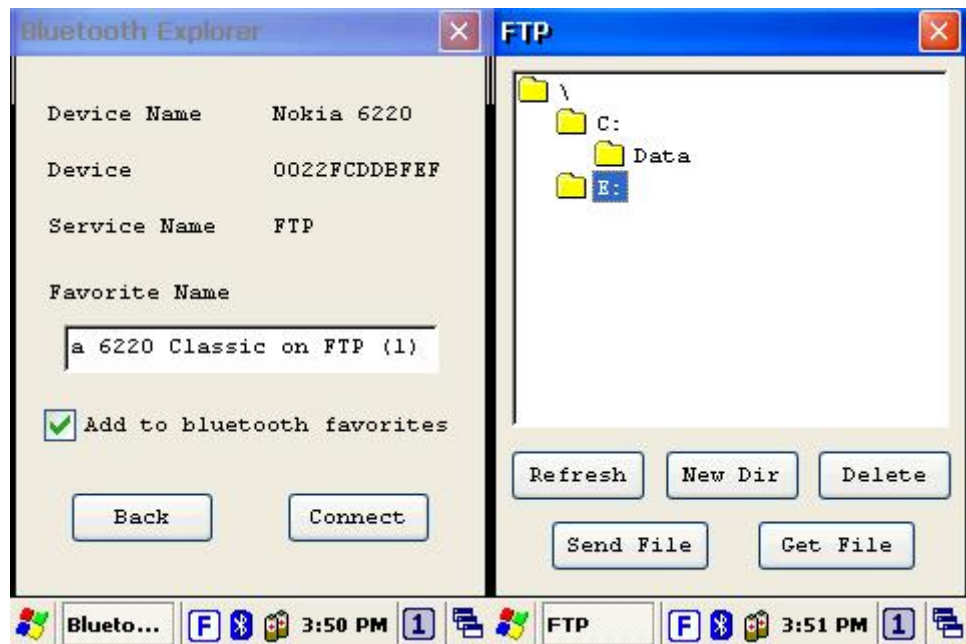 Bluetooth Explorer
Device Name Nokia 6220
Device 0022FCDDBFEF
Service Name FTP
Favorite Name
a 6220 Classic on FTP (1)
Add to bluetooth favorites
Back Connect
Blueto... F 3:50 PM 1
FTP
\
C:
Data
E:
Refresh New Dir Delete
Send File Get File
FTP F 3:51 PM 1